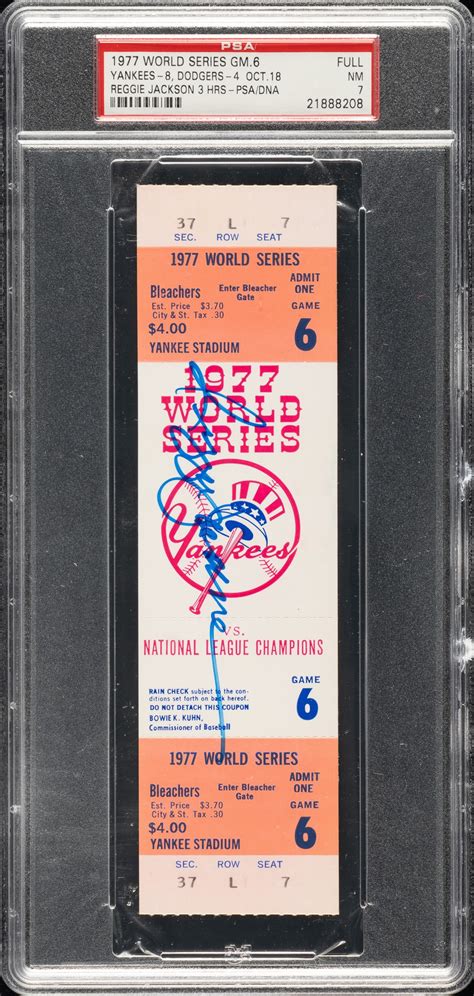 PSA
1977 WORLD SERIES GM.6 FULL
YANKEES-8, DODGERS-4 OCT.18 NM
REGGIE JACKSON 3 HRS-PSA/DNA 7
21888208
37 L 7
SEC. ROW SEAT
1977 WORLD SERIES
Bleachers Enter Bleacher Gate ADMIT ONE
Est. Price $3.70
City & St. Tax .30
GAME
$4.00 6
YANKEE STADIUM
1977
WORLD
SERIES
Yankees
VS.
NATIONAL LEAGUE CHAMPIONS
GAME
6
RAIN CHECK subject to the con-
ditions set forth on back hereof.
DO NOT DETACH THIS COUPON
BOWIE K. KUHN,
Commissioner of Baseball
1977 WORLD SERIES
Bleachers Enter Bleacher Gate ADMIT ONE
Est. Price $3.70
City & St. Tax .30
GAME
$4.00 6
YANKEE STADIUM
SEC. ROW SEAT
37 L 7